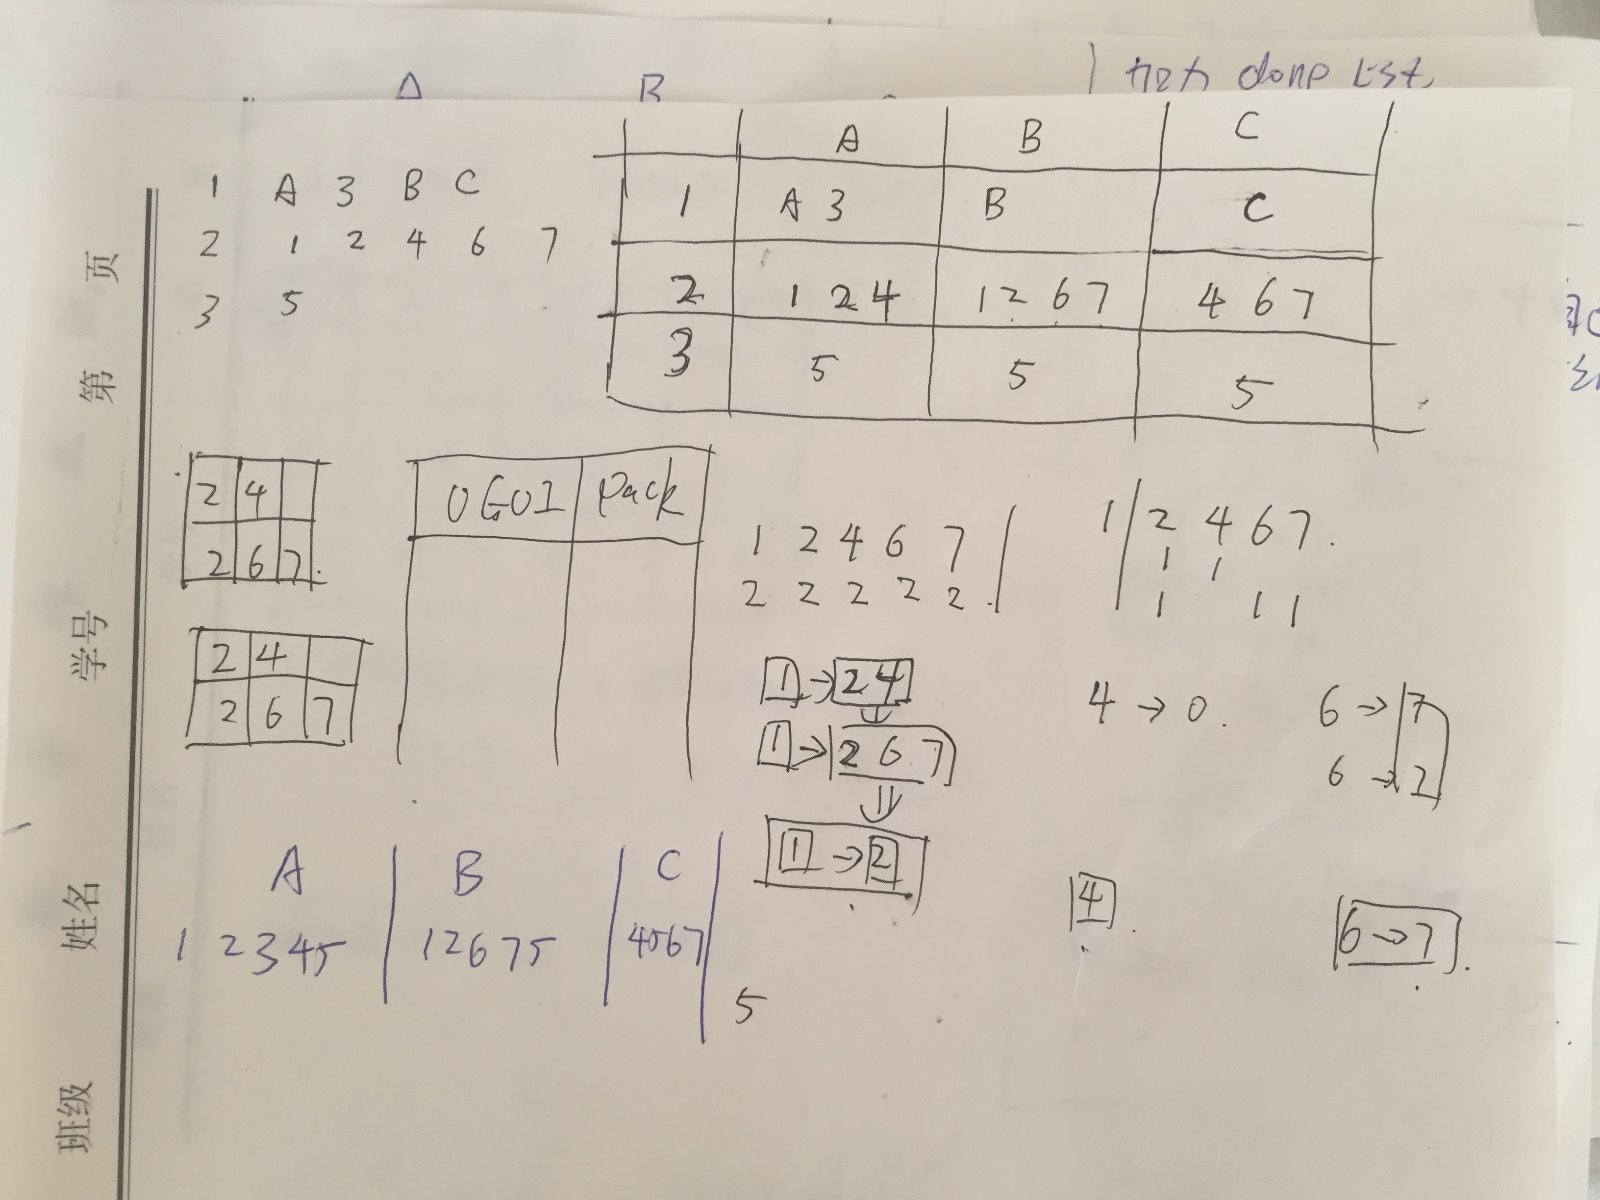 A B
加为 done List
A B C
1 A 3 B C
1 A 3 B C
2 1 2 4 6 7
2 1 2 4 1 2 6 7 4 6 7
3 5
3 5 5 5
2 4
2 6 7
OGOI Pack
1 2 4 6 7
2 2 2 2 2
1 2 4 6 7
1 1
1 1 1
2 4
2 6 7
1 → 2 4
1 → 2 6 7
1 → 2
4 → 0
6 → 7
6 → 2
4
6 → 7
A B C
1 2 3 4 5 1 2 6 7 5 4 5 6 7
5
页
第
学号
姓名
班级